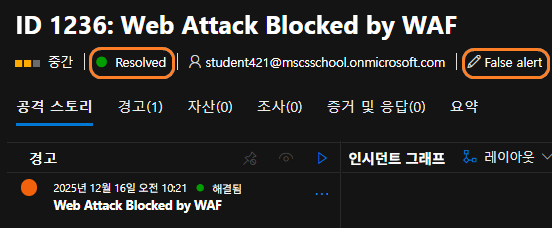 ID 1236: Web Attack Blocked by WAF
중간 | Resolved | student421@mscsschool.onmicrosoft.com | False alert
공격 스토리 경고(1) 자산(0) 조사(0) 증거 및 응답(0) 요약
경고 인시던트 그래프 레이아웃
2025년 12월 16일 오전 10:21 해결됨
Web Attack Blocked by WAF